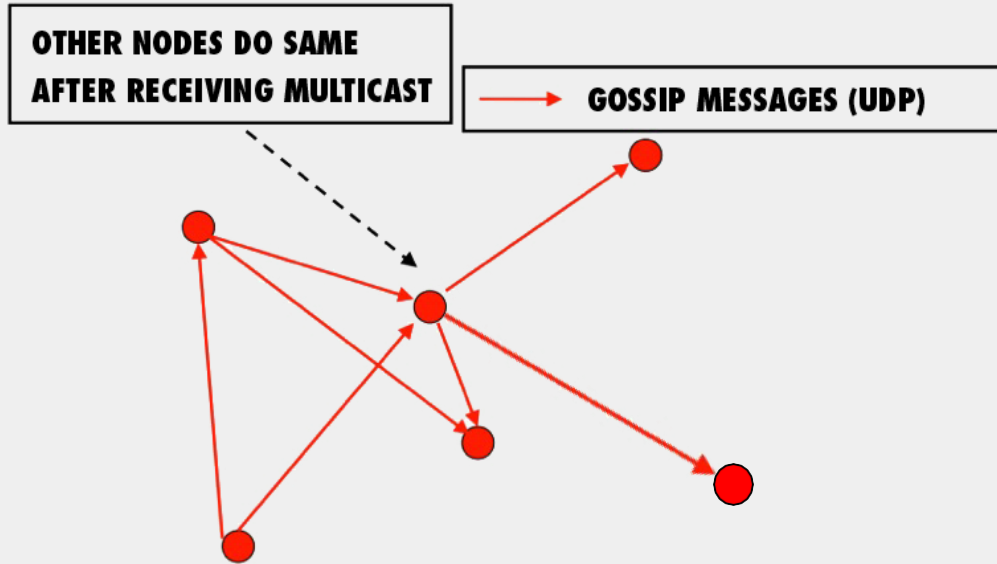 OTHER NODES DO SAME
AFTER RECEIVING MULTICAST
GOSSIP MESSAGES (UDP)